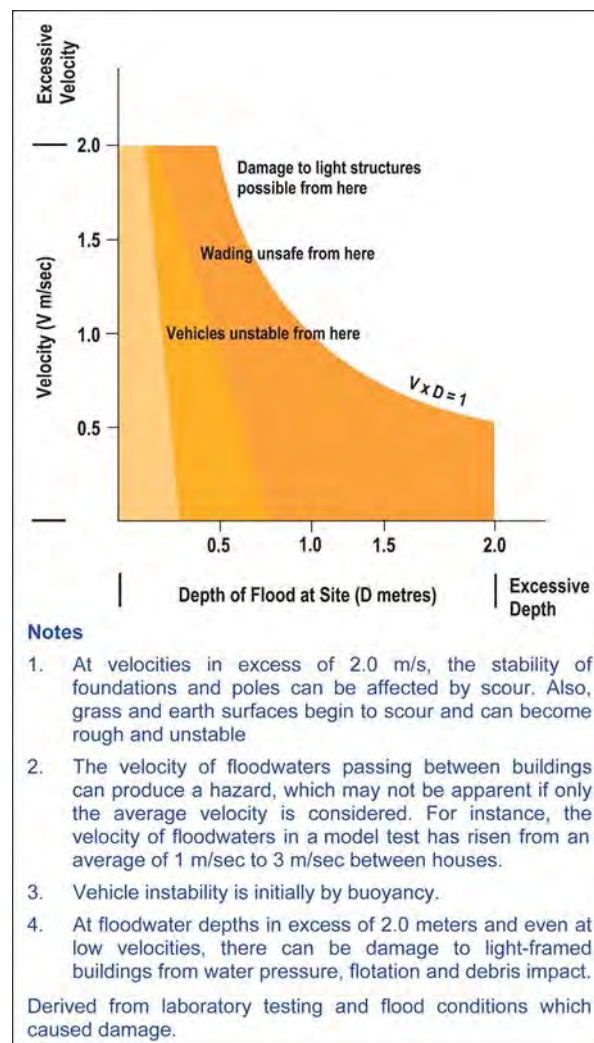 Excessive
Velocity
2.0
Damage to light structures
possible from here
1.5
Wading unsafe from here
Velocity (V m/sec)
1.0
Vehicles unstable from here
V x D = 1
0.5
0.5 1.0 1.5 2.0
Depth of Flood at Site (D metres)
Excessive
Depth
Notes
1. At velocities in excess of 2.0 m/s, the stability of
foundations and poles can be affected by scour. Also,
grass and earth surfaces begin to scour and can become
rough and unstable
2. The velocity of floodwaters passing between buildings
can produce a hazard, which may not be apparent if only
the average velocity is considered. For instance, the
velocity of floodwaters in a model test has risen from an
average of 1 m/sec to 3 m/sec between houses.
3. Vehicle instability is initially by buoyancy.
4. At floodwater depths in excess of 2.0 meters and even at
low velocities, there can be damage to light-framed
buildings from water pressure, flotation and debris impact.
Derived from laboratory testing and flood conditions which
caused damage.